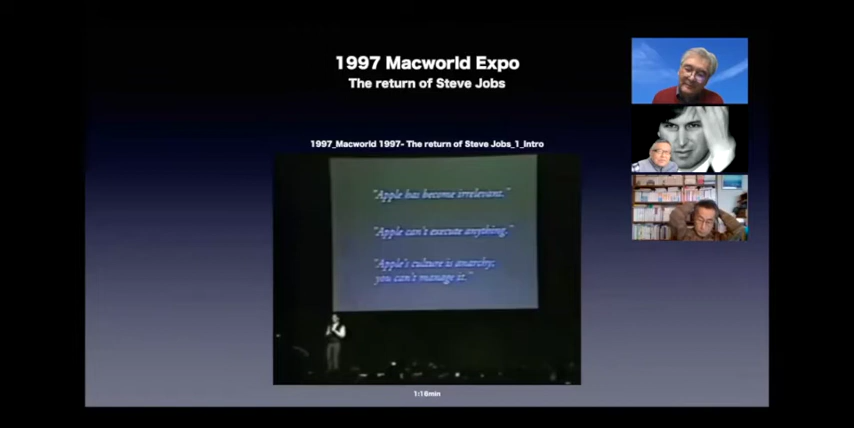 1997 Macworld Expo
The return of Steve Jobs
1997_Macworld 1997- The return of Steve Jobs_1_Intro
"Apple has become irrelevant."
"Apple can't execute anything."
"Apple's culture is anarchy;
you can't manage it."
1:16min